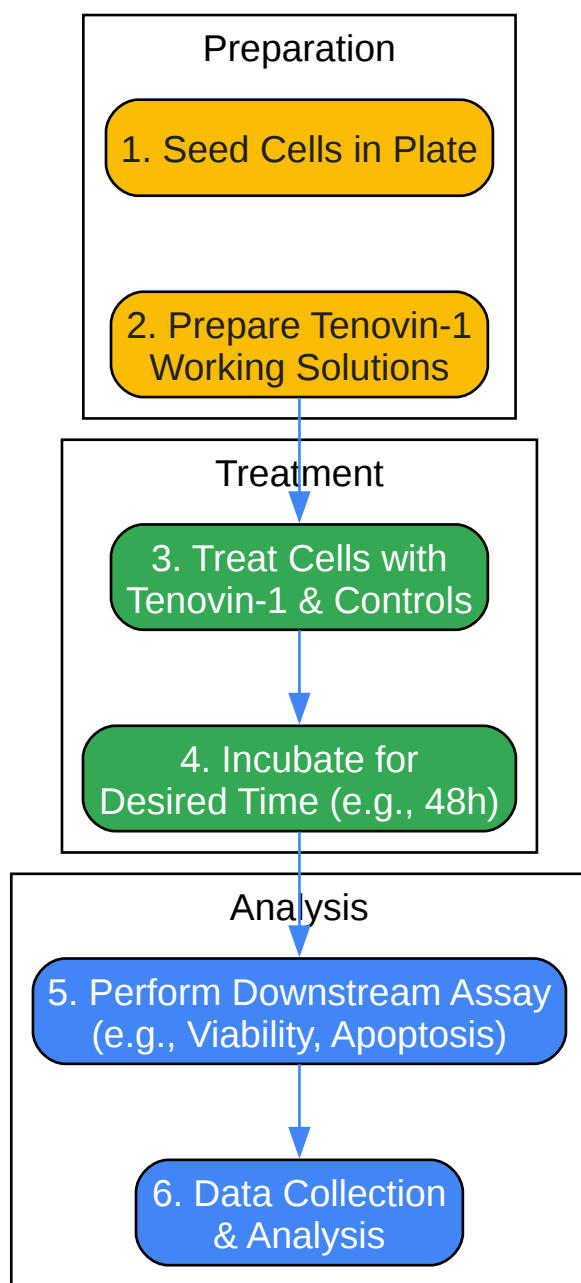 Preparation
1. Seed Cells in Plate
2. Prepare Tenovin-1
Working Solutions
Treatment
3. Treat Cells with
Tenovin-1 & Controls
4. Incubate for
Desired Time (e.g., 48h)
Analysis
5. Perform Downstream Assay
(e.g., Viability, Apoptosis)
6. Data Collection
& Analysis